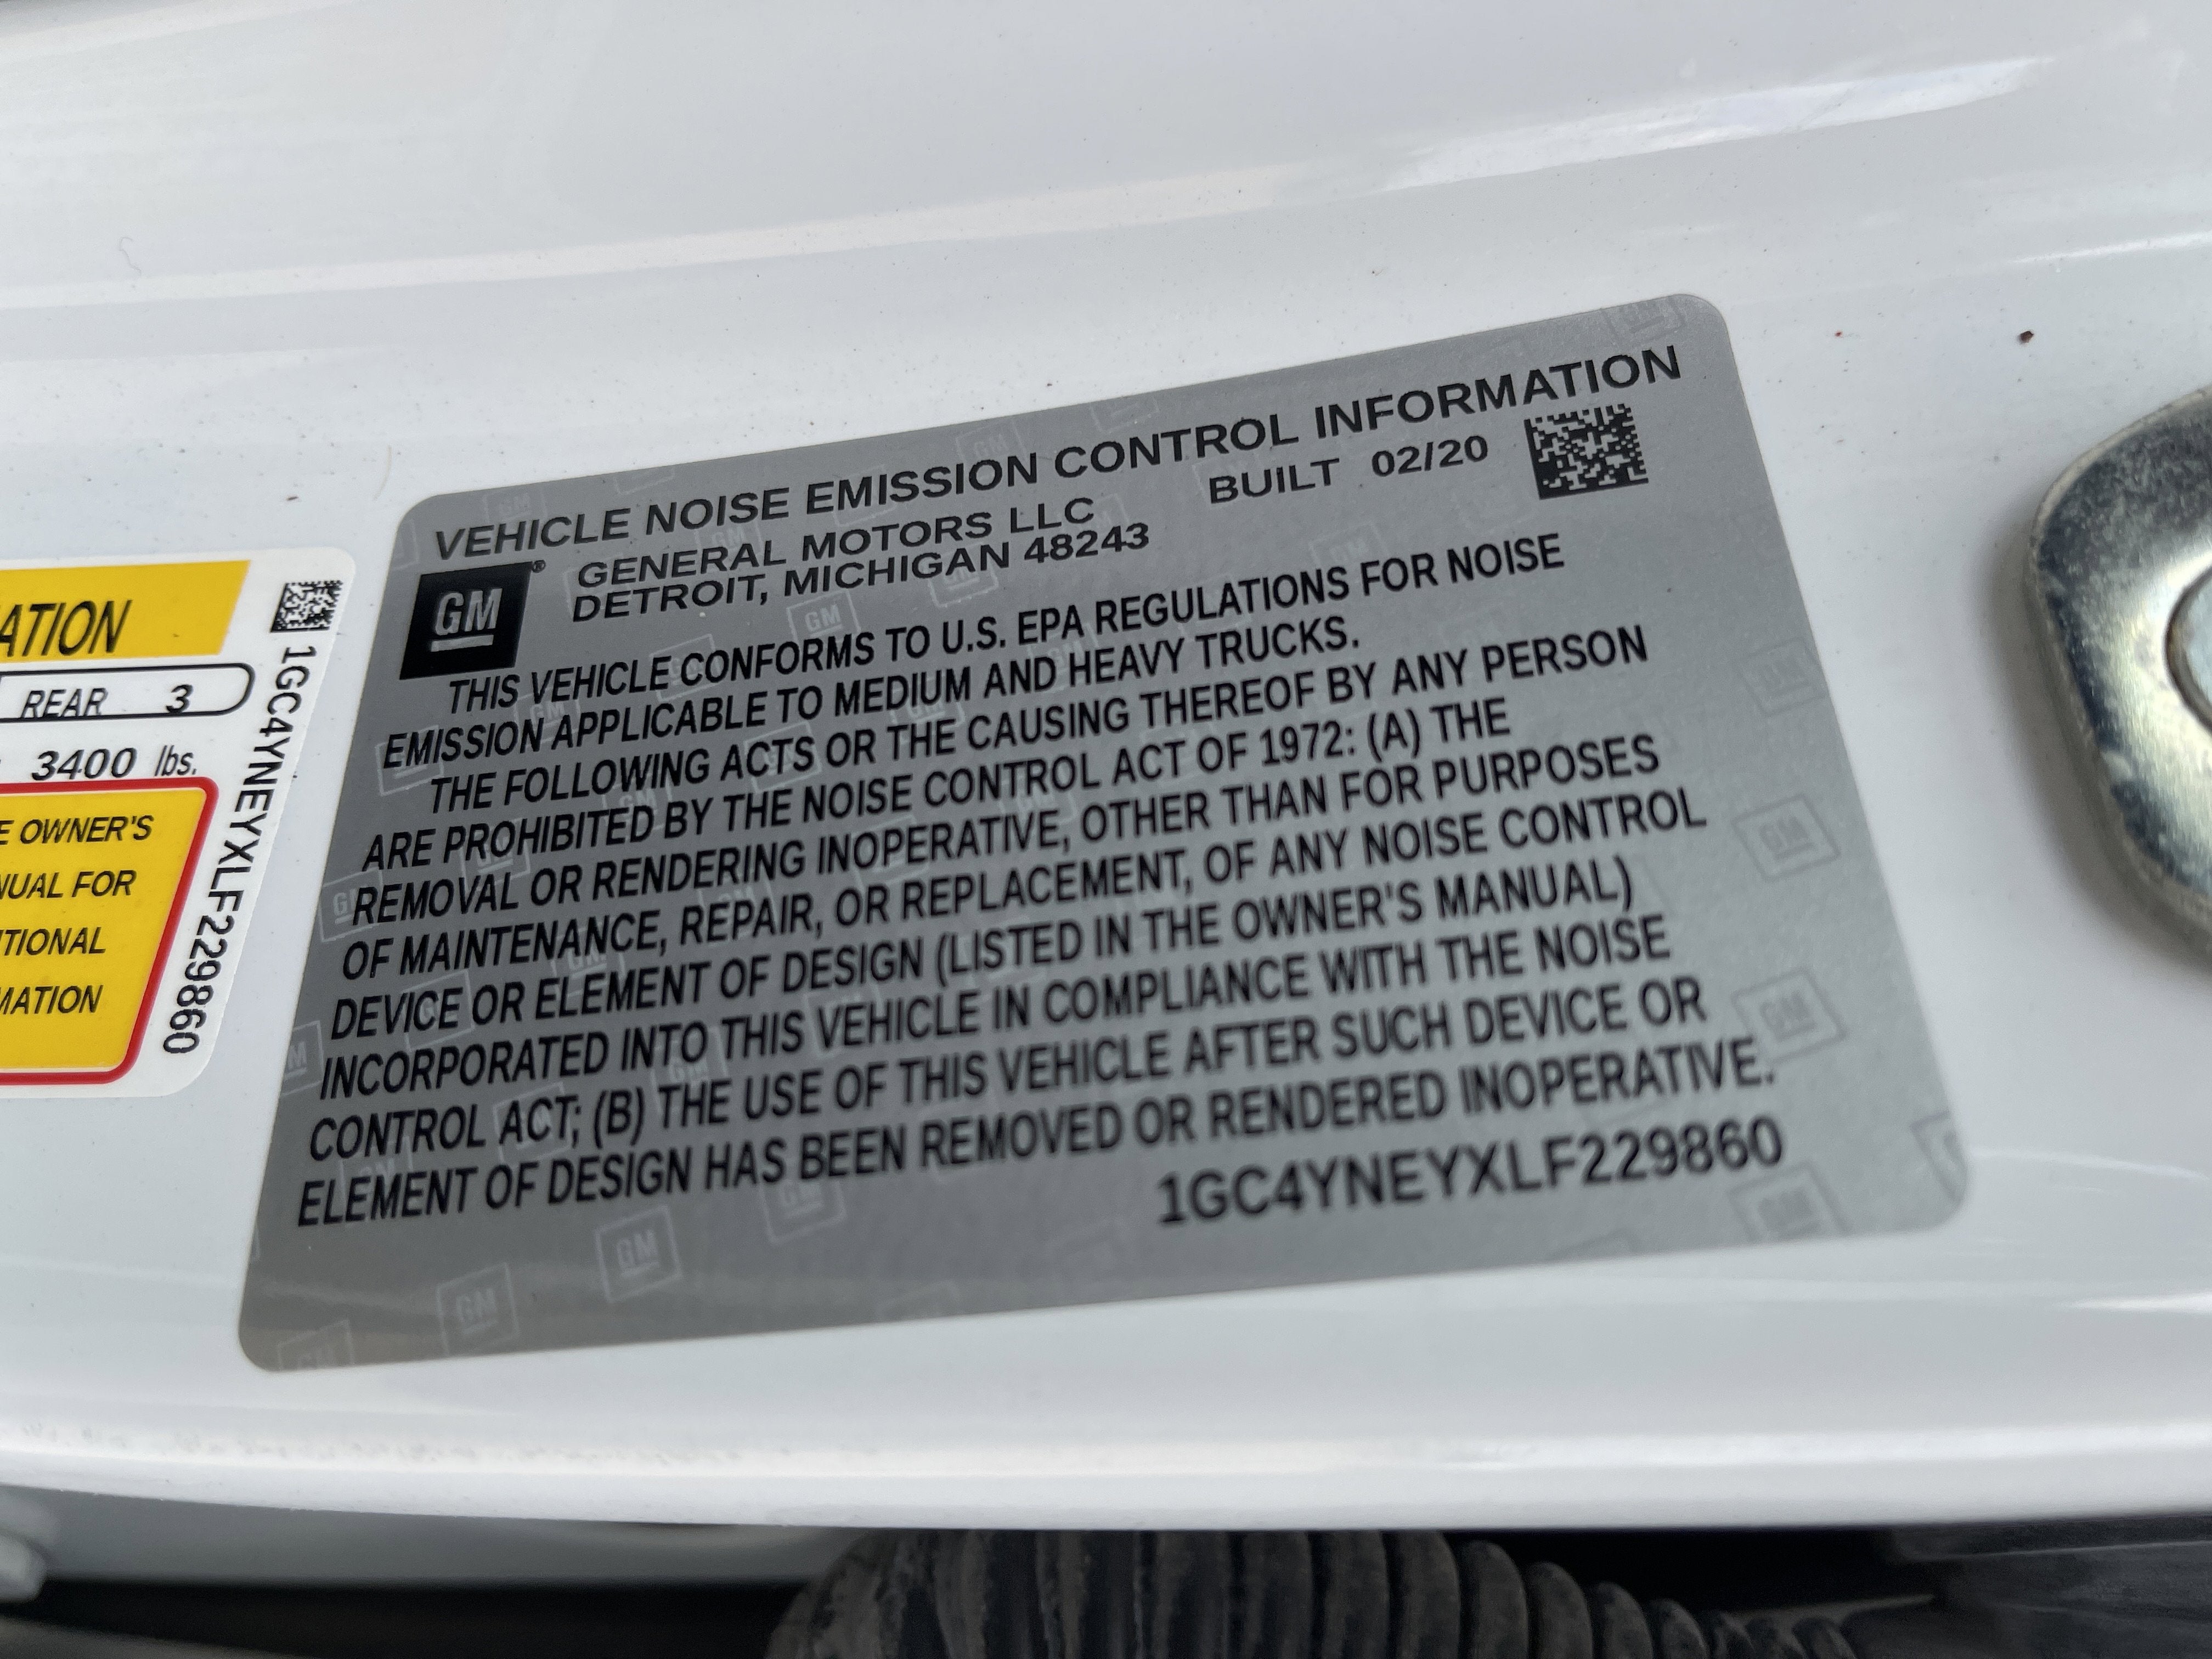 VEHICLE NOISE EMISSION CONTROL INFORMATION
GM®
GENERAL MOTORS LLC
DETROIT, MICHIGAN 48243
BUILT 02/20
THIS VEHICLE CONFORMS TO U.S. EPA REGULATIONS FOR NOISE
EMISSION APPLICABLE TO MEDIUM AND HEAVY TRUCKS.
THE FOLLOWING ACTS OR THE CAUSING THEREOF BY ANY PERSON
ARE PROHIBITED BY THE NOISE CONTROL ACT OF 1972: (A) THE
REMOVAL OR RENDERING INOPERATIVE, OTHER THAN FOR PURPOSES
OF MAINTENANCE, REPAIR, OR REPLACEMENT, OF ANY NOISE CONTROL
DEVICE OR ELEMENT OF DESIGN (LISTED IN THE OWNER'S MANUAL)
INCORPORATED INTO THIS VEHICLE IN COMPLIANCE WITH THE NOISE
CONTROL ACT; (B) THE USE OF THIS VEHICLE AFTER SUCH DEVICE OR
ELEMENT OF DESIGN HAS BEEN REMOVED OR RENDERED INOPERATIVE.
1GC4YNEYXLF229860
ATION
REAR 3
3400 lbs.
E OWNER'S
NUAL FOR
TIONAL
MATION
1GC4YNEYXLF229860